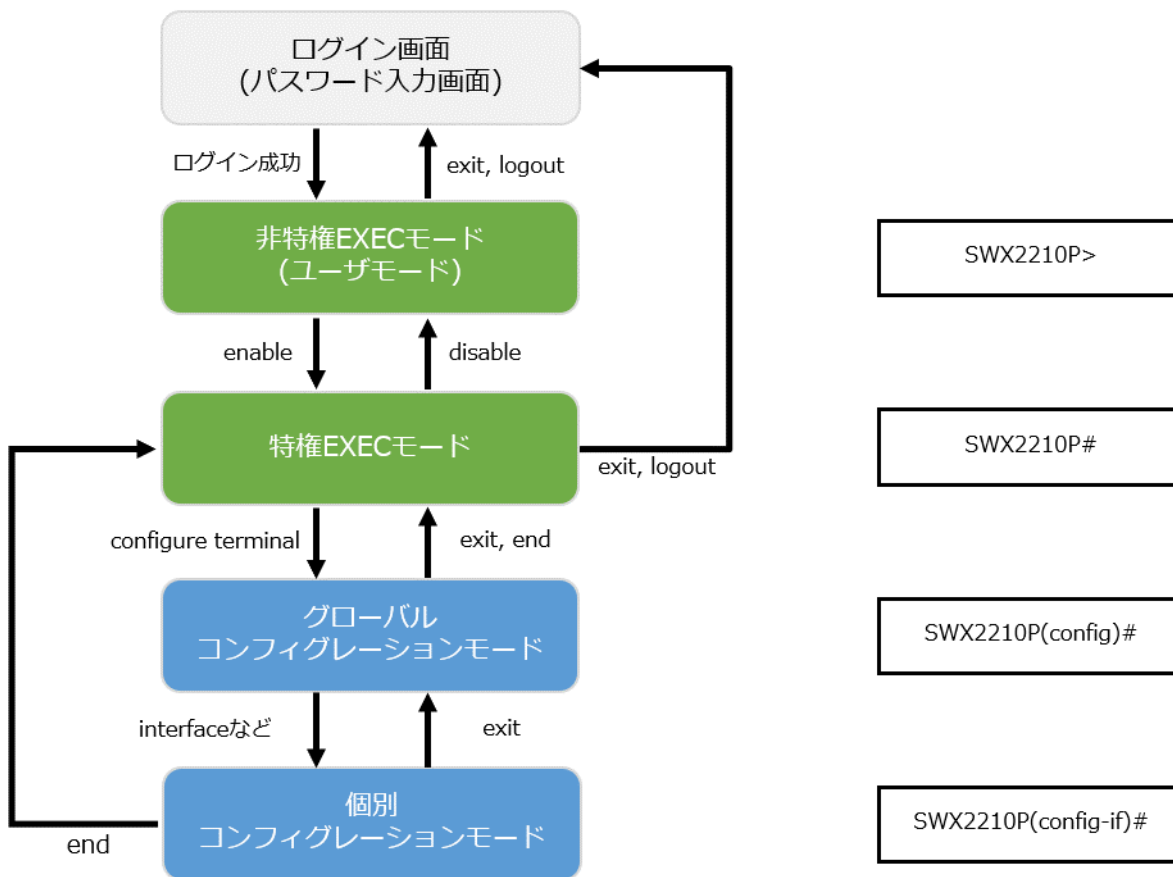 ログイン画面
(パスワード入力画面)
ログイン成功
exit, logout
非特権EXECモード
(ユーザモード)
SWX2210P>
enable
disable
特権EXECモード
exit, logout
SWX2210P#
configure terminal
exit, end
グローバル
コンフィグレーションモード
SWX2210P(config)#
interfaceなど
exit
個別
コンフィグレーションモード
end
SWX2210P(config-if)#